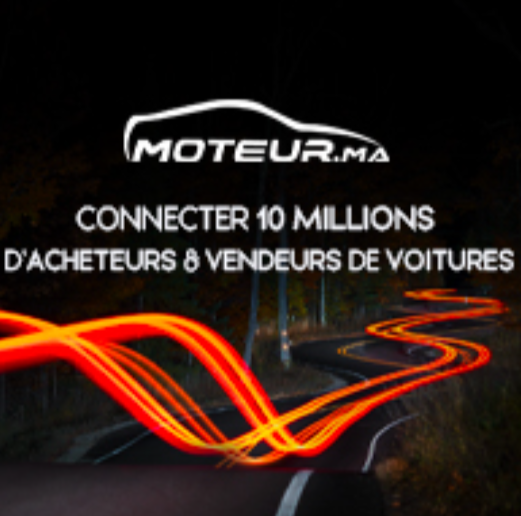 MOTEUR.MA
CONNECTER 10 MILLIONS
D'ACHETEURS & VENDEURS DE VOITURES